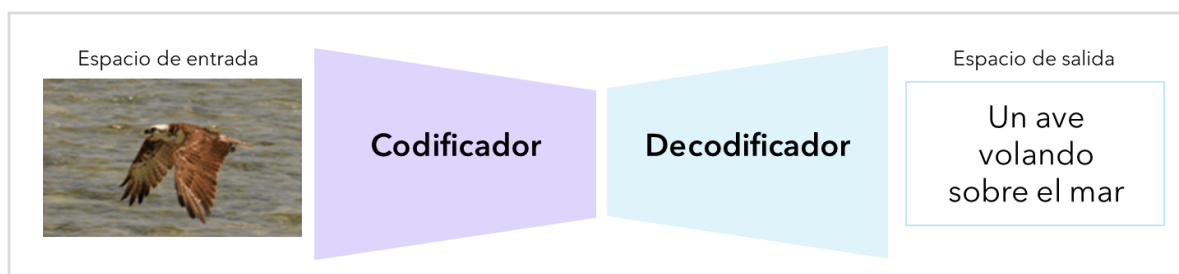 Espacio de entrada
Codificador
Decodificador
Espacio de salida
Un ave
volando
sobre el mar